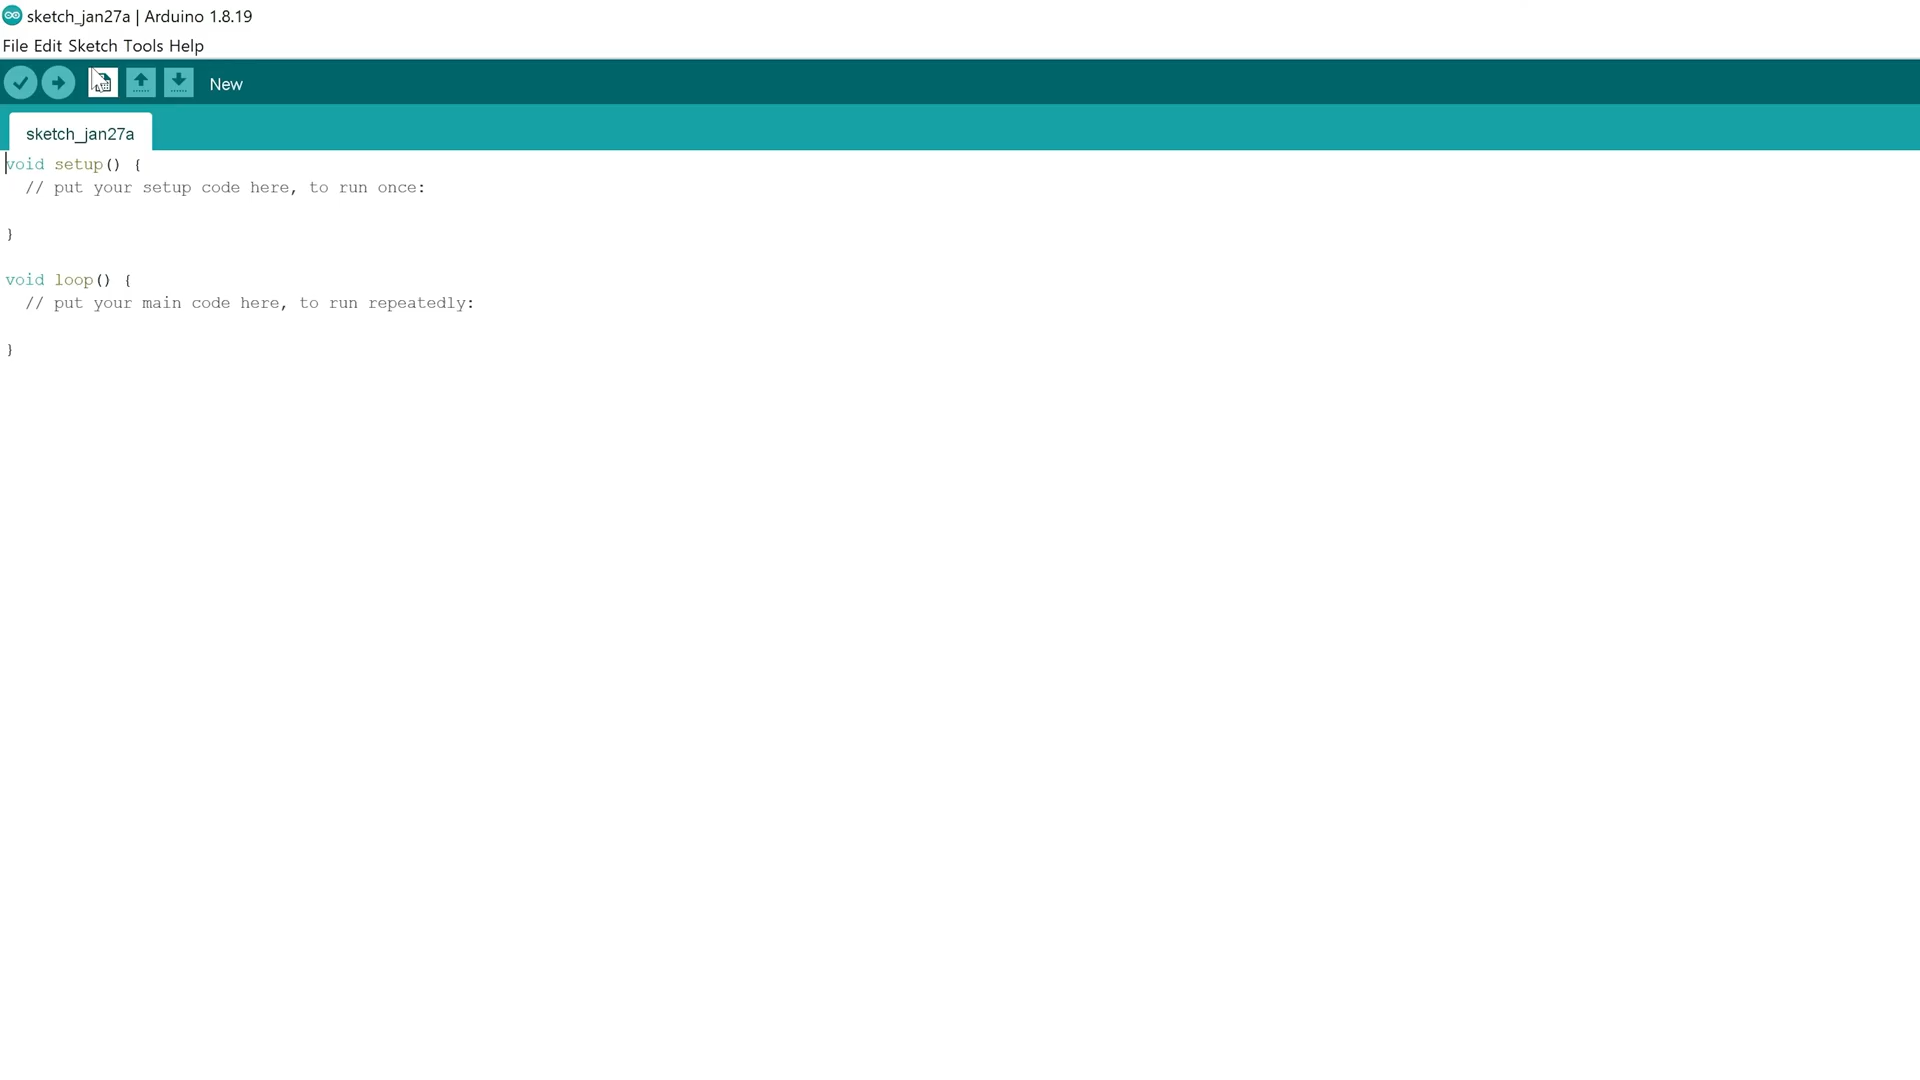 sketch_jan27a | Arduino 1.8.19
File Edit Sketch Tools Help
New
sketch_jan27a
void setup() {
  // put your setup code here, to run once:
}
void loop() {
  // put your main code here, to run repeatedly:
}